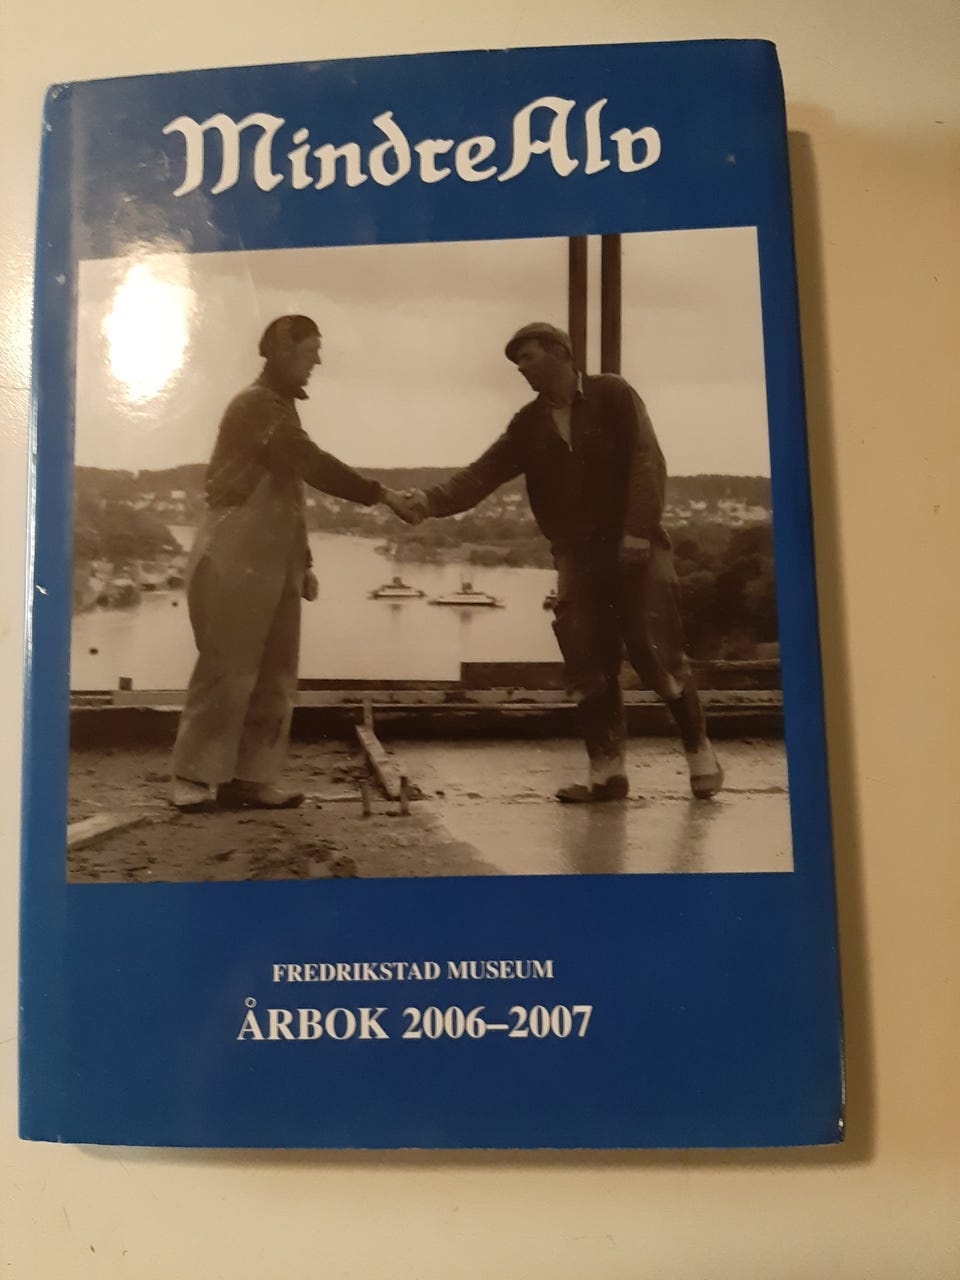 MindreAlv
FREDRIKSTAD MUSEUM
ÅRBOK 2006–2007